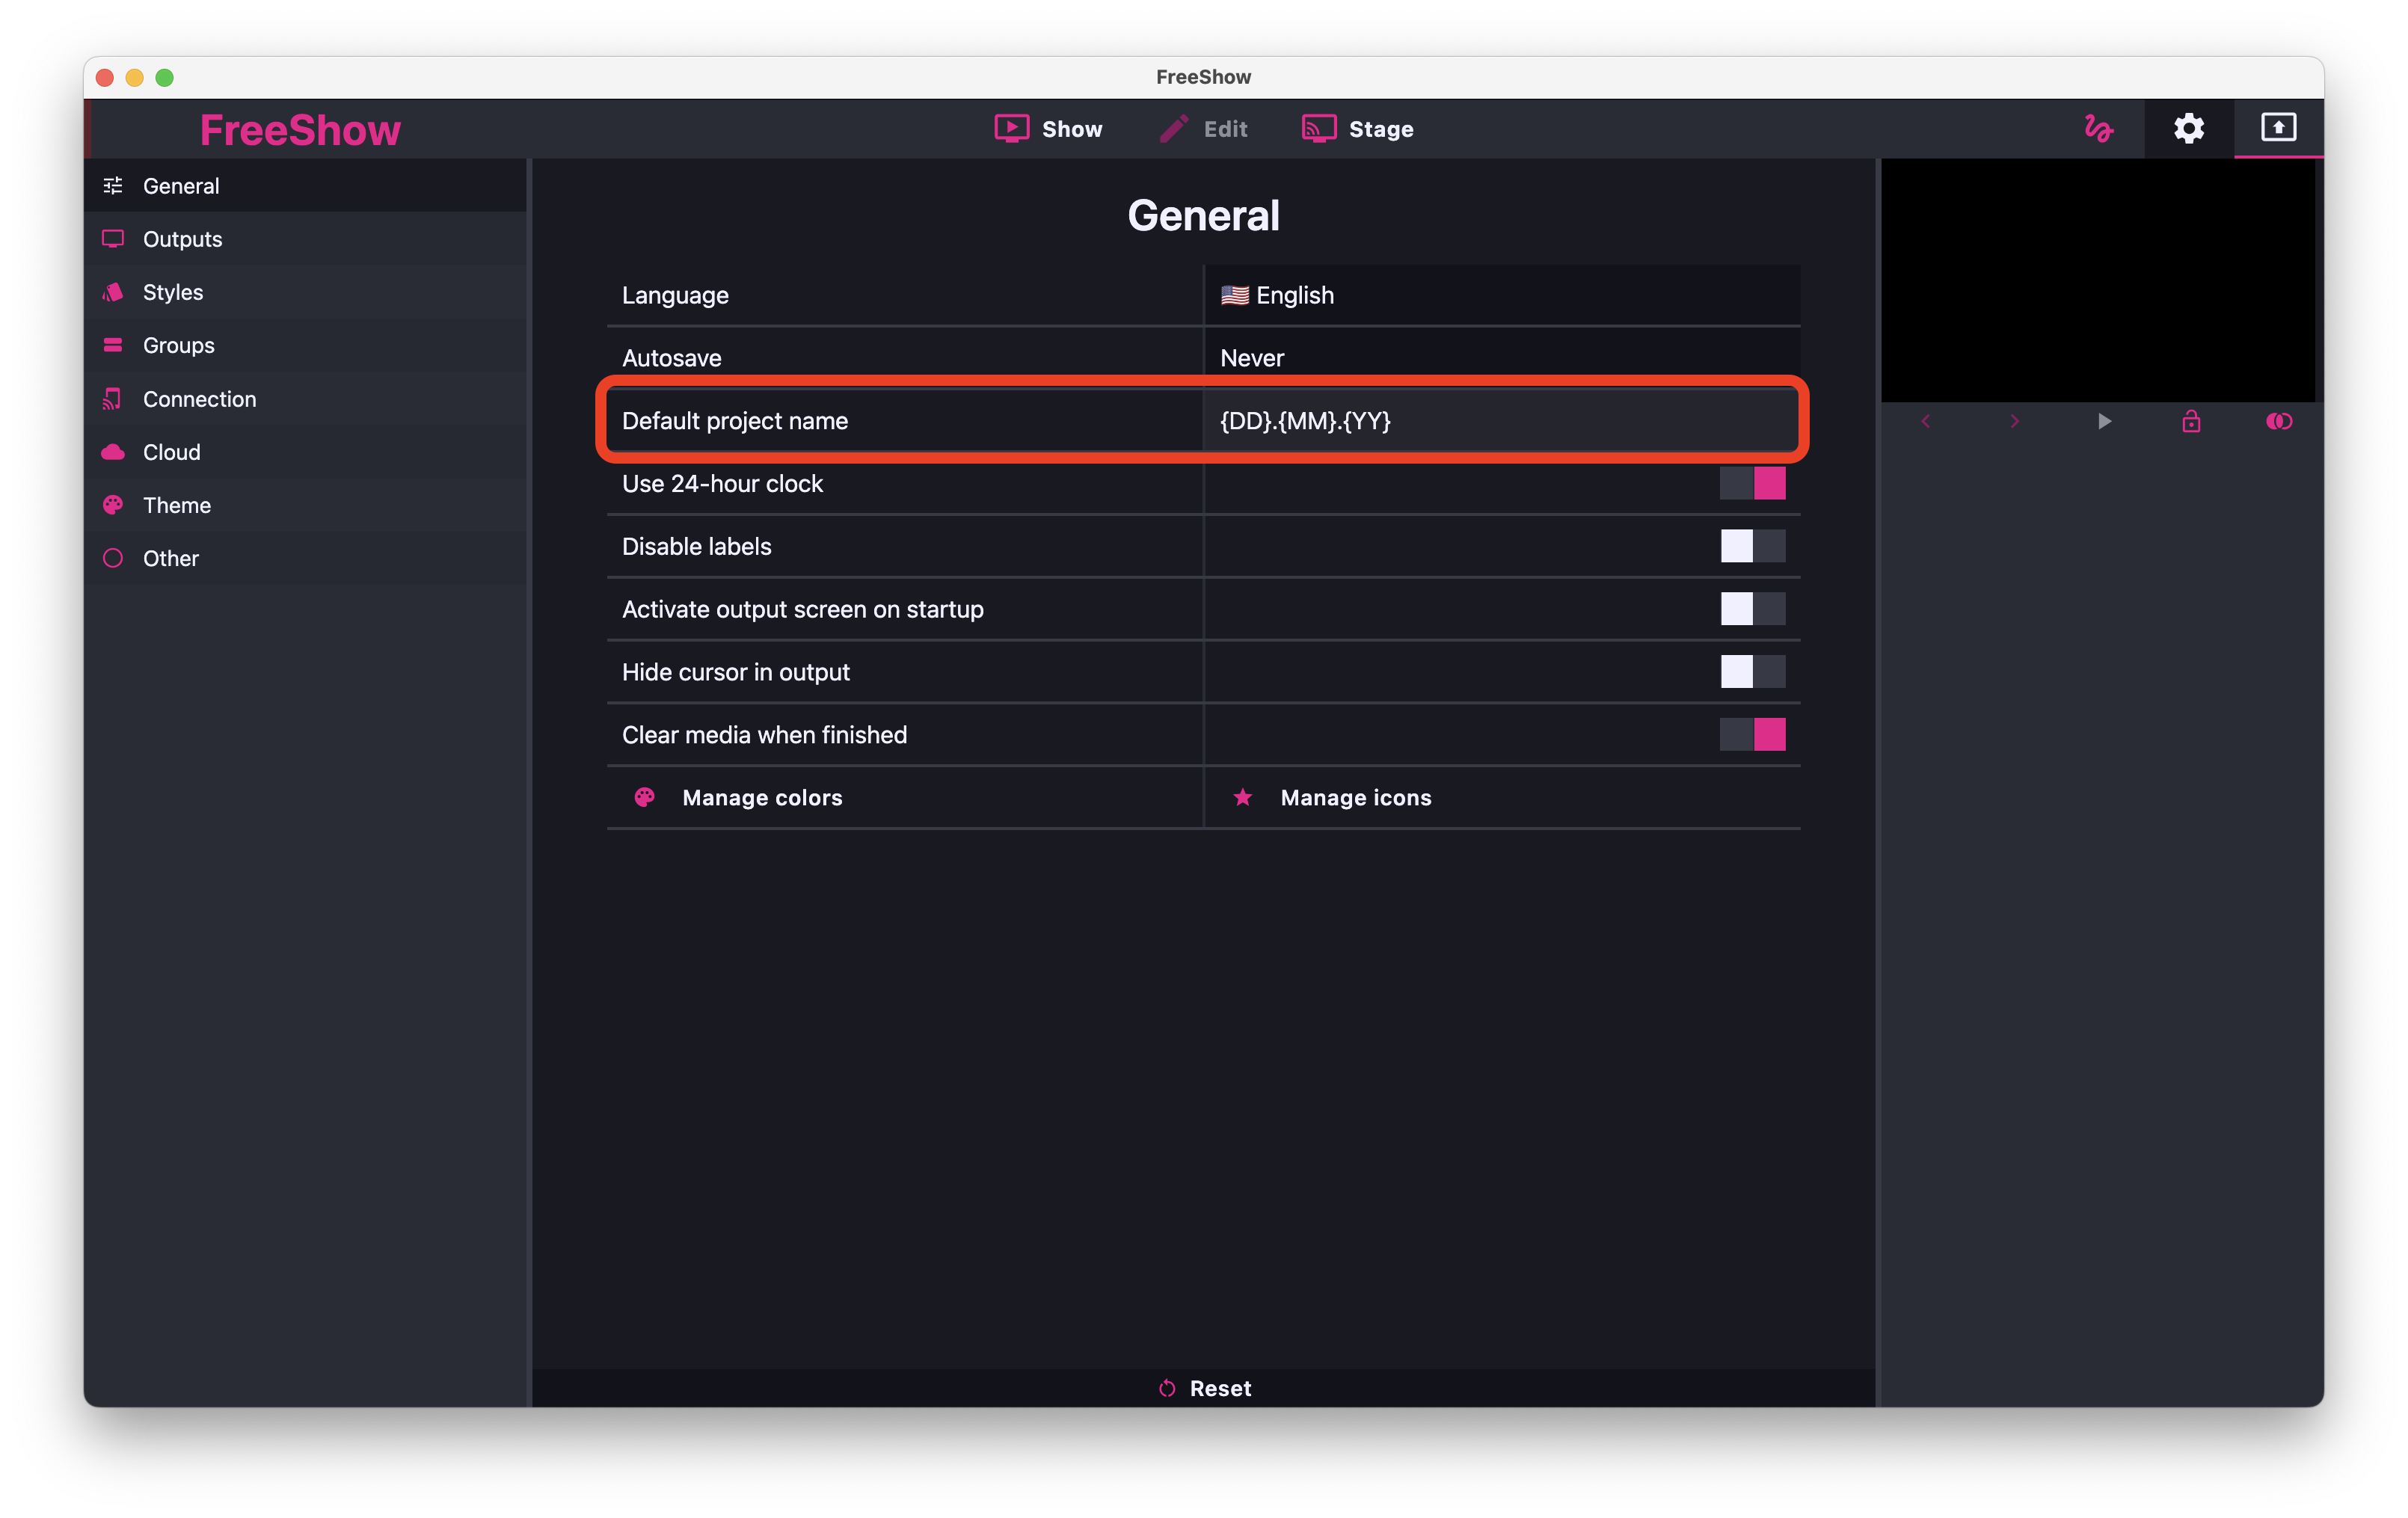 FreeShow
FreeShow
Show
Edit
Stage
General
Outputs
Styles
Groups
Connection
Cloud
Theme
Other
General
Language
🇺🇸 English
Autosave
Never
Default project name
{DD}.{MM}.{YY}
Use 24-hour clock
Disable labels
Activate output screen on startup
Hide cursor in output
Clear media when finished
Manage colors
Manage icons
Reset